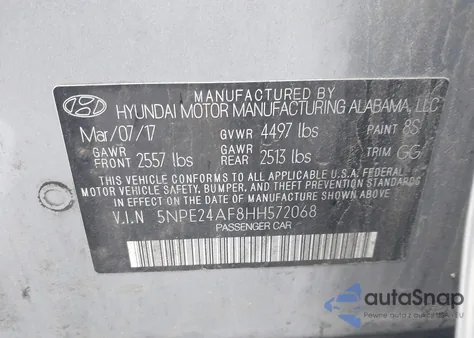 MANUFACTURED BY
HYUNDAI MOTOR MANUFACTURING ALABAMA, LLC
Mar/07/17 GVWR 4497 lbs PAINT 8S
GAWR FRONT 2557 lbs GAWR REAR 2513 lbs TRIM GG
THIS VEHICLE CONFORMS TO ALL APPLICABLE U.S.A FEDERAL
MOTOR VEHICLE SAFETY, BUMPER, AND THEFT PREVENTION STANDARDS
IN EFFECT ON THE DATE OF MANUFACTURE SHOWN ABOVE.
V.I.N 5NPE24AF8HH572068
PASSENGER CAR
autoSnap